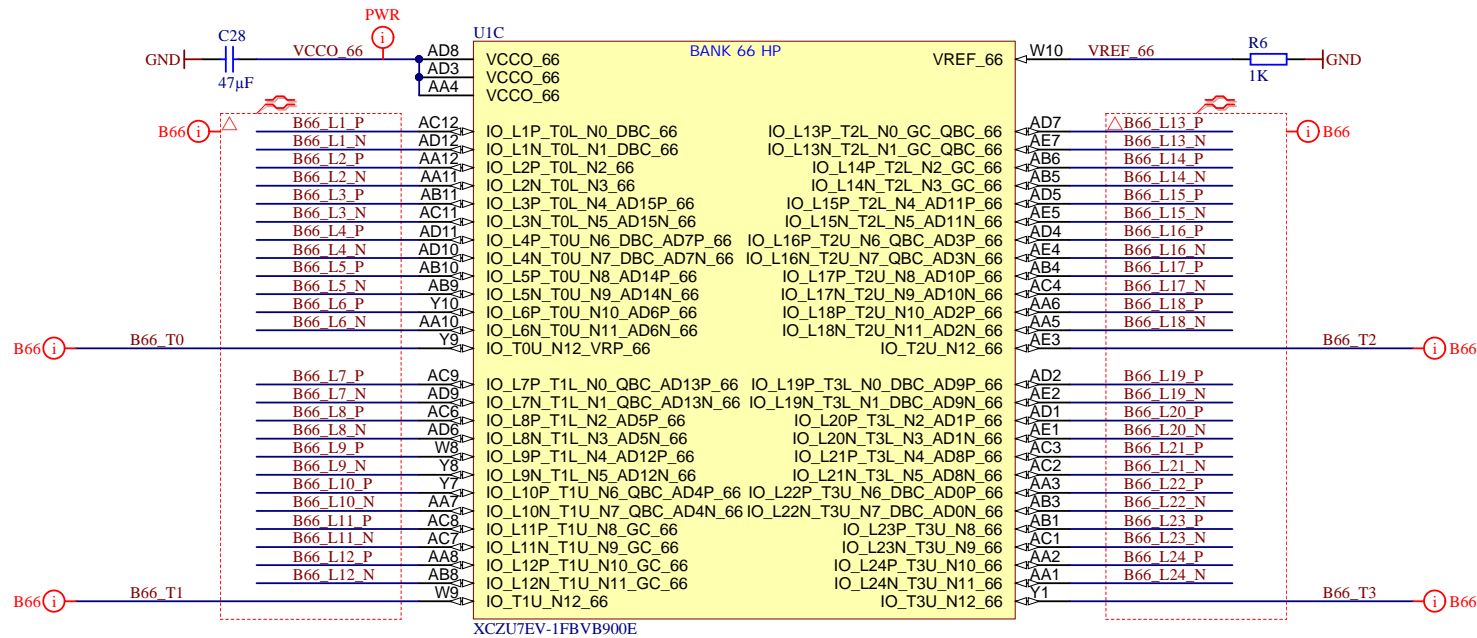 PWR
C28 U1C
GND VCCO_66 AD8 VCCO_66 BANK 66 HP VREF_66 W10 VREF_66 R6 GND
47µF AD3 VCCO_66 1K
AA4 VCCO_66
B66 B66_L1_P AC12 IO_L1P_T0L_N0_DBC_66 IO_L13P_T2L_N0_GC_QBC_66 AD7 B66_L13_P B66
B66_L1_N AD12 IO_L1N_T0L_N1_DBC_66 IO_L13N_T2L_N1_GC_QBC_66 AE7 B66_L13_N
B66_L2_P AA12 IO_L2P_T0L_N2_66 IO_L14P_T2L_N2_GC_66 AB6 B66_L14_P
B66_L2_N AA11 IO_L2N_T0L_N3_66 IO_L14N_T2L_N3_GC_66 AB5 B66_L14_N
B66_L3_P AB11 IO_L3P_T0L_N4_AD15P_66 IO_L15P_T2L_N4_AD11P_66 AD5 B66_L15_P
B66_L3_N AC11 IO_L3N_T0L_N5_AD15N_66 IO_L15N_T2L_N5_AD11N_66 AE5 B66_L15_N
B66_L4_P AD11 IO_L4P_T0U_N6_DBC_AD7P_66 IO_L16P_T2U_N6_QBC_AD3P_66 AD4 B66_L16_P
B66_L4_N AD10 IO_L4N_T0U_N7_DBC_AD7N_66 IO_L16N_T2U_N7_QBC_AD3N_66 AE4 B66_L16_N
B66_L5_P AB10 IO_L5P_T0U_N8_AD14P_66 IO_L17P_T2U_N8_AD10P_66 AB4 B66_L17_P
B66_L5_N AB9 IO_L5N_T0U_N9_AD14N_66 IO_L17N_T2U_N9_AD10N_66 AC4 B66_L17_N
B66_L6_P Y10 IO_L6P_T0U_N10_AD6P_66 IO_L18P_T2U_N10_AD2P_66 AA6 B66_L18_P
B66_L6_N AA10 IO_L6N_T0U_N11_AD6N_66 IO_L18N_T2U_N11_AD2N_66 AA5 B66_L18_N
B66 B66_T0 Y9 IO_T0U_N12_VRP_66 IO_T2U_N12_66 AE3 B66_T2 B66
B66_L7_P AC9 IO_L7P_T1L_N0_QBC_AD13P_66 IO_L19P_T3L_N0_DBC_AD9P_66 AD2 B66_L19_P
B66_L7_N AD9 IO_L7N_T1L_N1_QBC_AD13N_66 IO_L19N_T3L_N1_DBC_AD9N_66 AE2 B66_L19_N
B66_L8_P AC6 IO_L8P_T1L_N2_AD5P_66 IO_L20P_T3L_N2_AD1P_66 AD1 B66_L20_P
B66_L8_N AD6 IO_L8N_T1L_N3_AD5N_66 IO_L20N_T3L_N3_AD1N_66 AE1 B66_L20_N
B66_L9_P W8 IO_L9P_T1L_N4_AD12P_66 IO_L21P_T3L_N4_AD8P_66 AC3 B66_L21_P
B66_L9_N Y8 IO_L9N_T1L_N5_AD12N_66 IO_L21N_T3L_N5_AD8N_66 AC2 B66_L21_N
B66_L10_P Y7 IO_L10P_T1U_N6_QBC_AD4P_66 IO_L22P_T3U_N6_DBC_AD0P_66 AA3 B66_L22_P
B66_L10_N AA7 IO_L10N_T1U_N7_QBC_AD4N_66 IO_L22N_T3U_N7_DBC_AD0N_66 AB3 B66_L22_N
B66_L11_P AC8 IO_L11P_T1U_N8_GC_66 IO_L23P_T3U_N8_66 AB1 B66_L23_P
B66_L11_N AC7 IO_L11N_T1U_N9_GC_66 IO_L23N_T3U_N9_66 AC1 B66_L23_N
B66_L12_P AA8 IO_L12P_T1U_N10_GC_66 IO_L24P_T3U_N10_66 AA2 B66_L24_P
B66_L12_N AB8 IO_L12N_T1U_N11_GC_66 IO_L24N_T3U_N11_66 AA1 B66_L24_N
B66 B66_T1 W9 IO_T1U_N12_66 IO_T3U_N12_66 Y1 B66_T3 B66
XCZU7EV-1FBVB900E